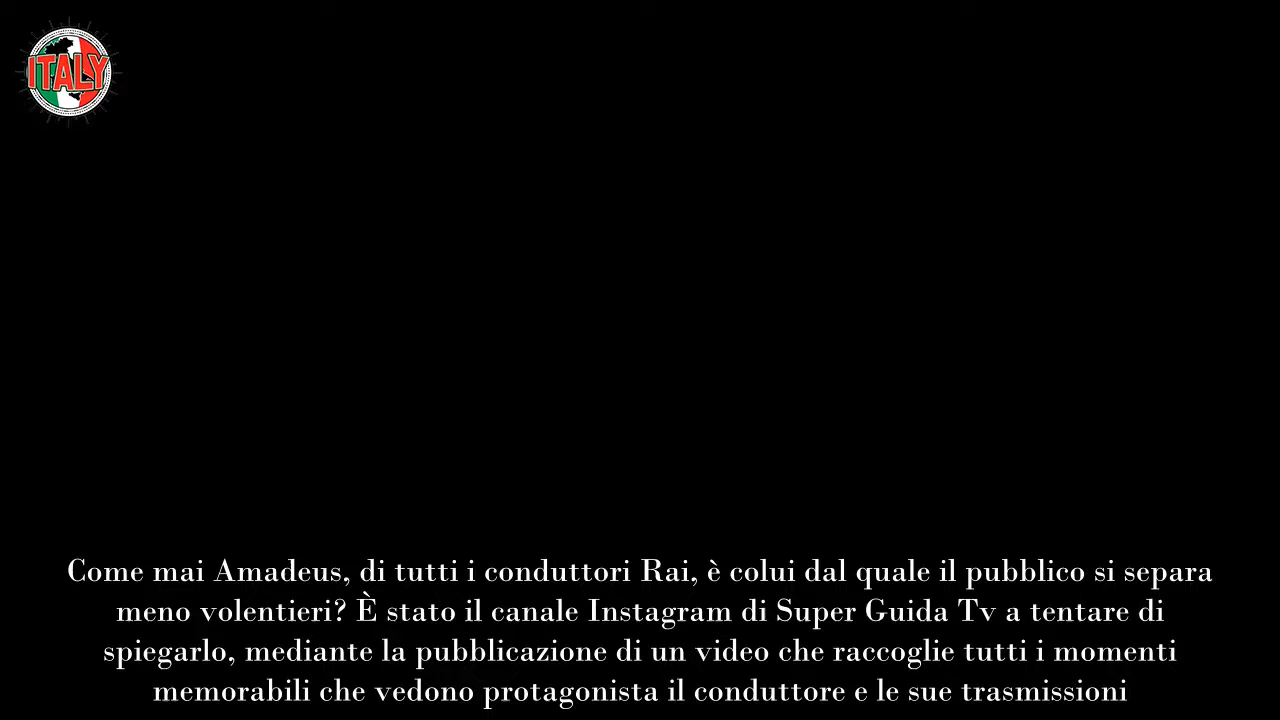 ITALY
Come mai Amadeus, di tutti i conduttori Rai, è colui dal quale il pubblico si separa
meno volentieri? È stato il canale Instagram di Super Guida Tv a tentare di
spiegarlo, mediante la pubblicazione di un video che raccoglie tutti i momenti
memorabili che vedono protagonista il conduttore e le sue trasmissioni